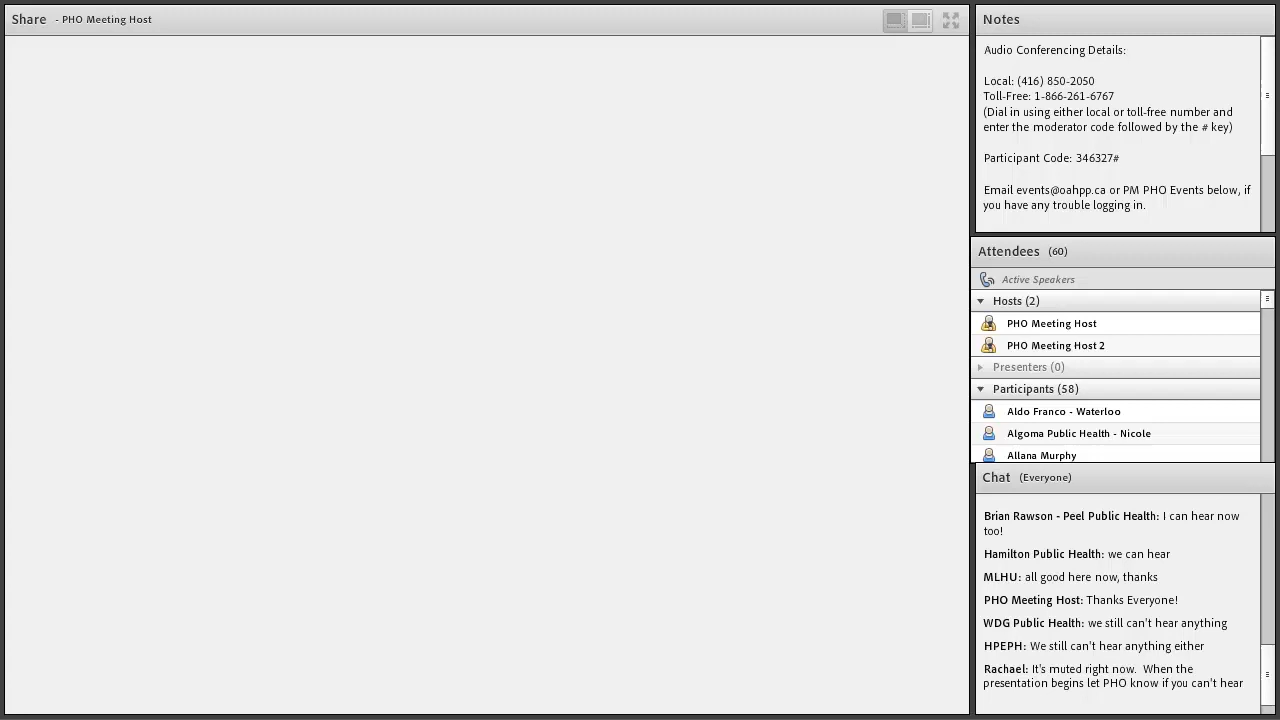 Share - PHO Meeting Host
Notes
Audio Conferencing Details:
Local: (416) 850-2050
Toll-Free: 1-866-261-6767
(Dial in using either local or toll-free number and
enter the moderator code followed by the # key)
Participant Code: 346327#
Email events@oahpp.ca or PM PHO Events below, if
you have any trouble logging in.
Attendees (60)
Active Speakers
Hosts (2)
PHO Meeting Host
PHO Meeting Host 2
Presenters (0)
Participants (58)
Aldo Franco - Waterloo
Algoma Public Health - Nicole
Allana Murphy
Chat (Everyone)
Brian Rawson - Peel Public Health: I can hear now
too!
Hamilton Public Health: we can hear
MLHU: all good here now, thanks
PHO Meeting Host: Thanks Everyone!
WDG Public Health: we still can't hear anything
HPEPH: We still can't hear anything either
Rachael: It's muted right now. When the
presentation begins let PHO know if you can't hear